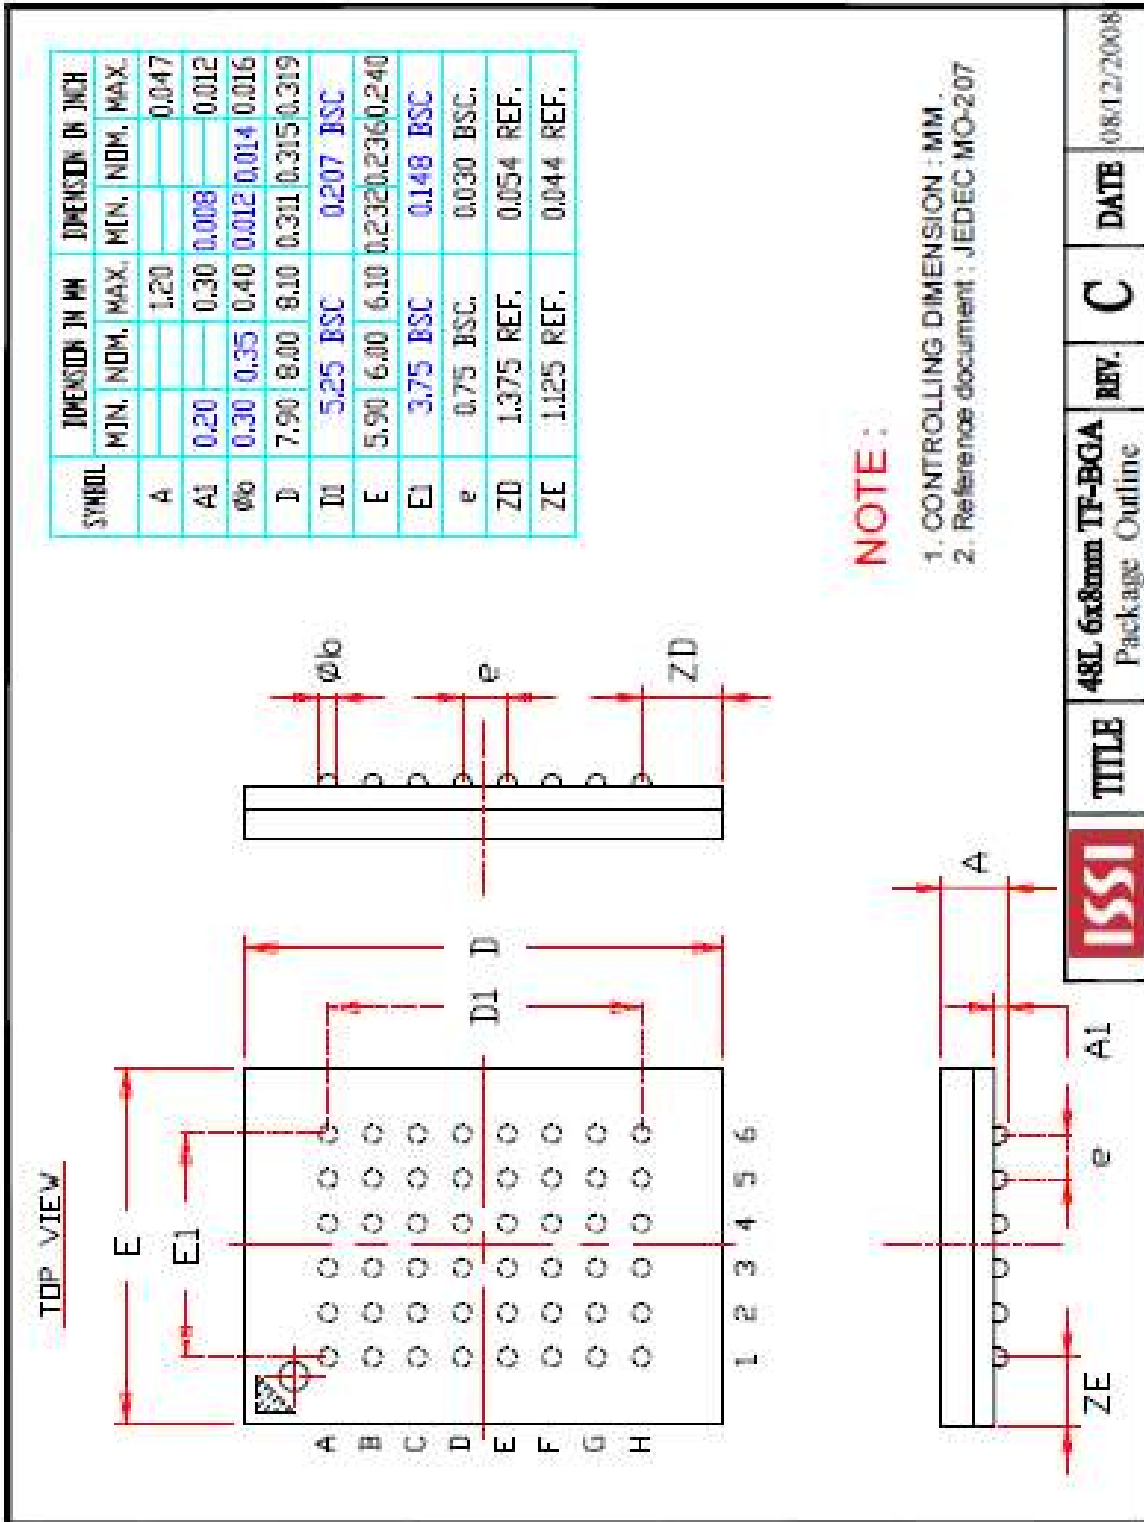 TOP VIEW
E
E1
D
D1
A
B
C
D
E
F
G
H
1 2 3 4 5 6
Øb
e
ZD
ZE
e
A1
A
SYMBOL DIMENSION IN MM DIMENSION IN INCH
MIN. NOM. MAX. MIN. NOM. MAX.
A 1.20 0.047
A1 0.20 0.30 0.008 0.012
Øb 0.30 0.35 0.40 0.012 0.014 0.016
D 7.90 8.00 8.10 0.311 0.315 0.319
D1 5.25 BSC 0.207 BSC
E 5.90 6.00 6.10 0.232 0.236 0.240
E1 3.75 BSC 0.148 BSC
e 0.75 BSC. 0.030 BSC.
ZD 1.375 REF. 0.054 REF.
ZE 1.125 REF. 0.044 REF.
NOTE :
1. CONTROLLING DIMENSION : MM .
2. Reference document : JEDEC MO-207
ISSI
TITLE
48L 6x8mm TF-BGA
Package Outline
REV.
C
DATE
08/12/2008